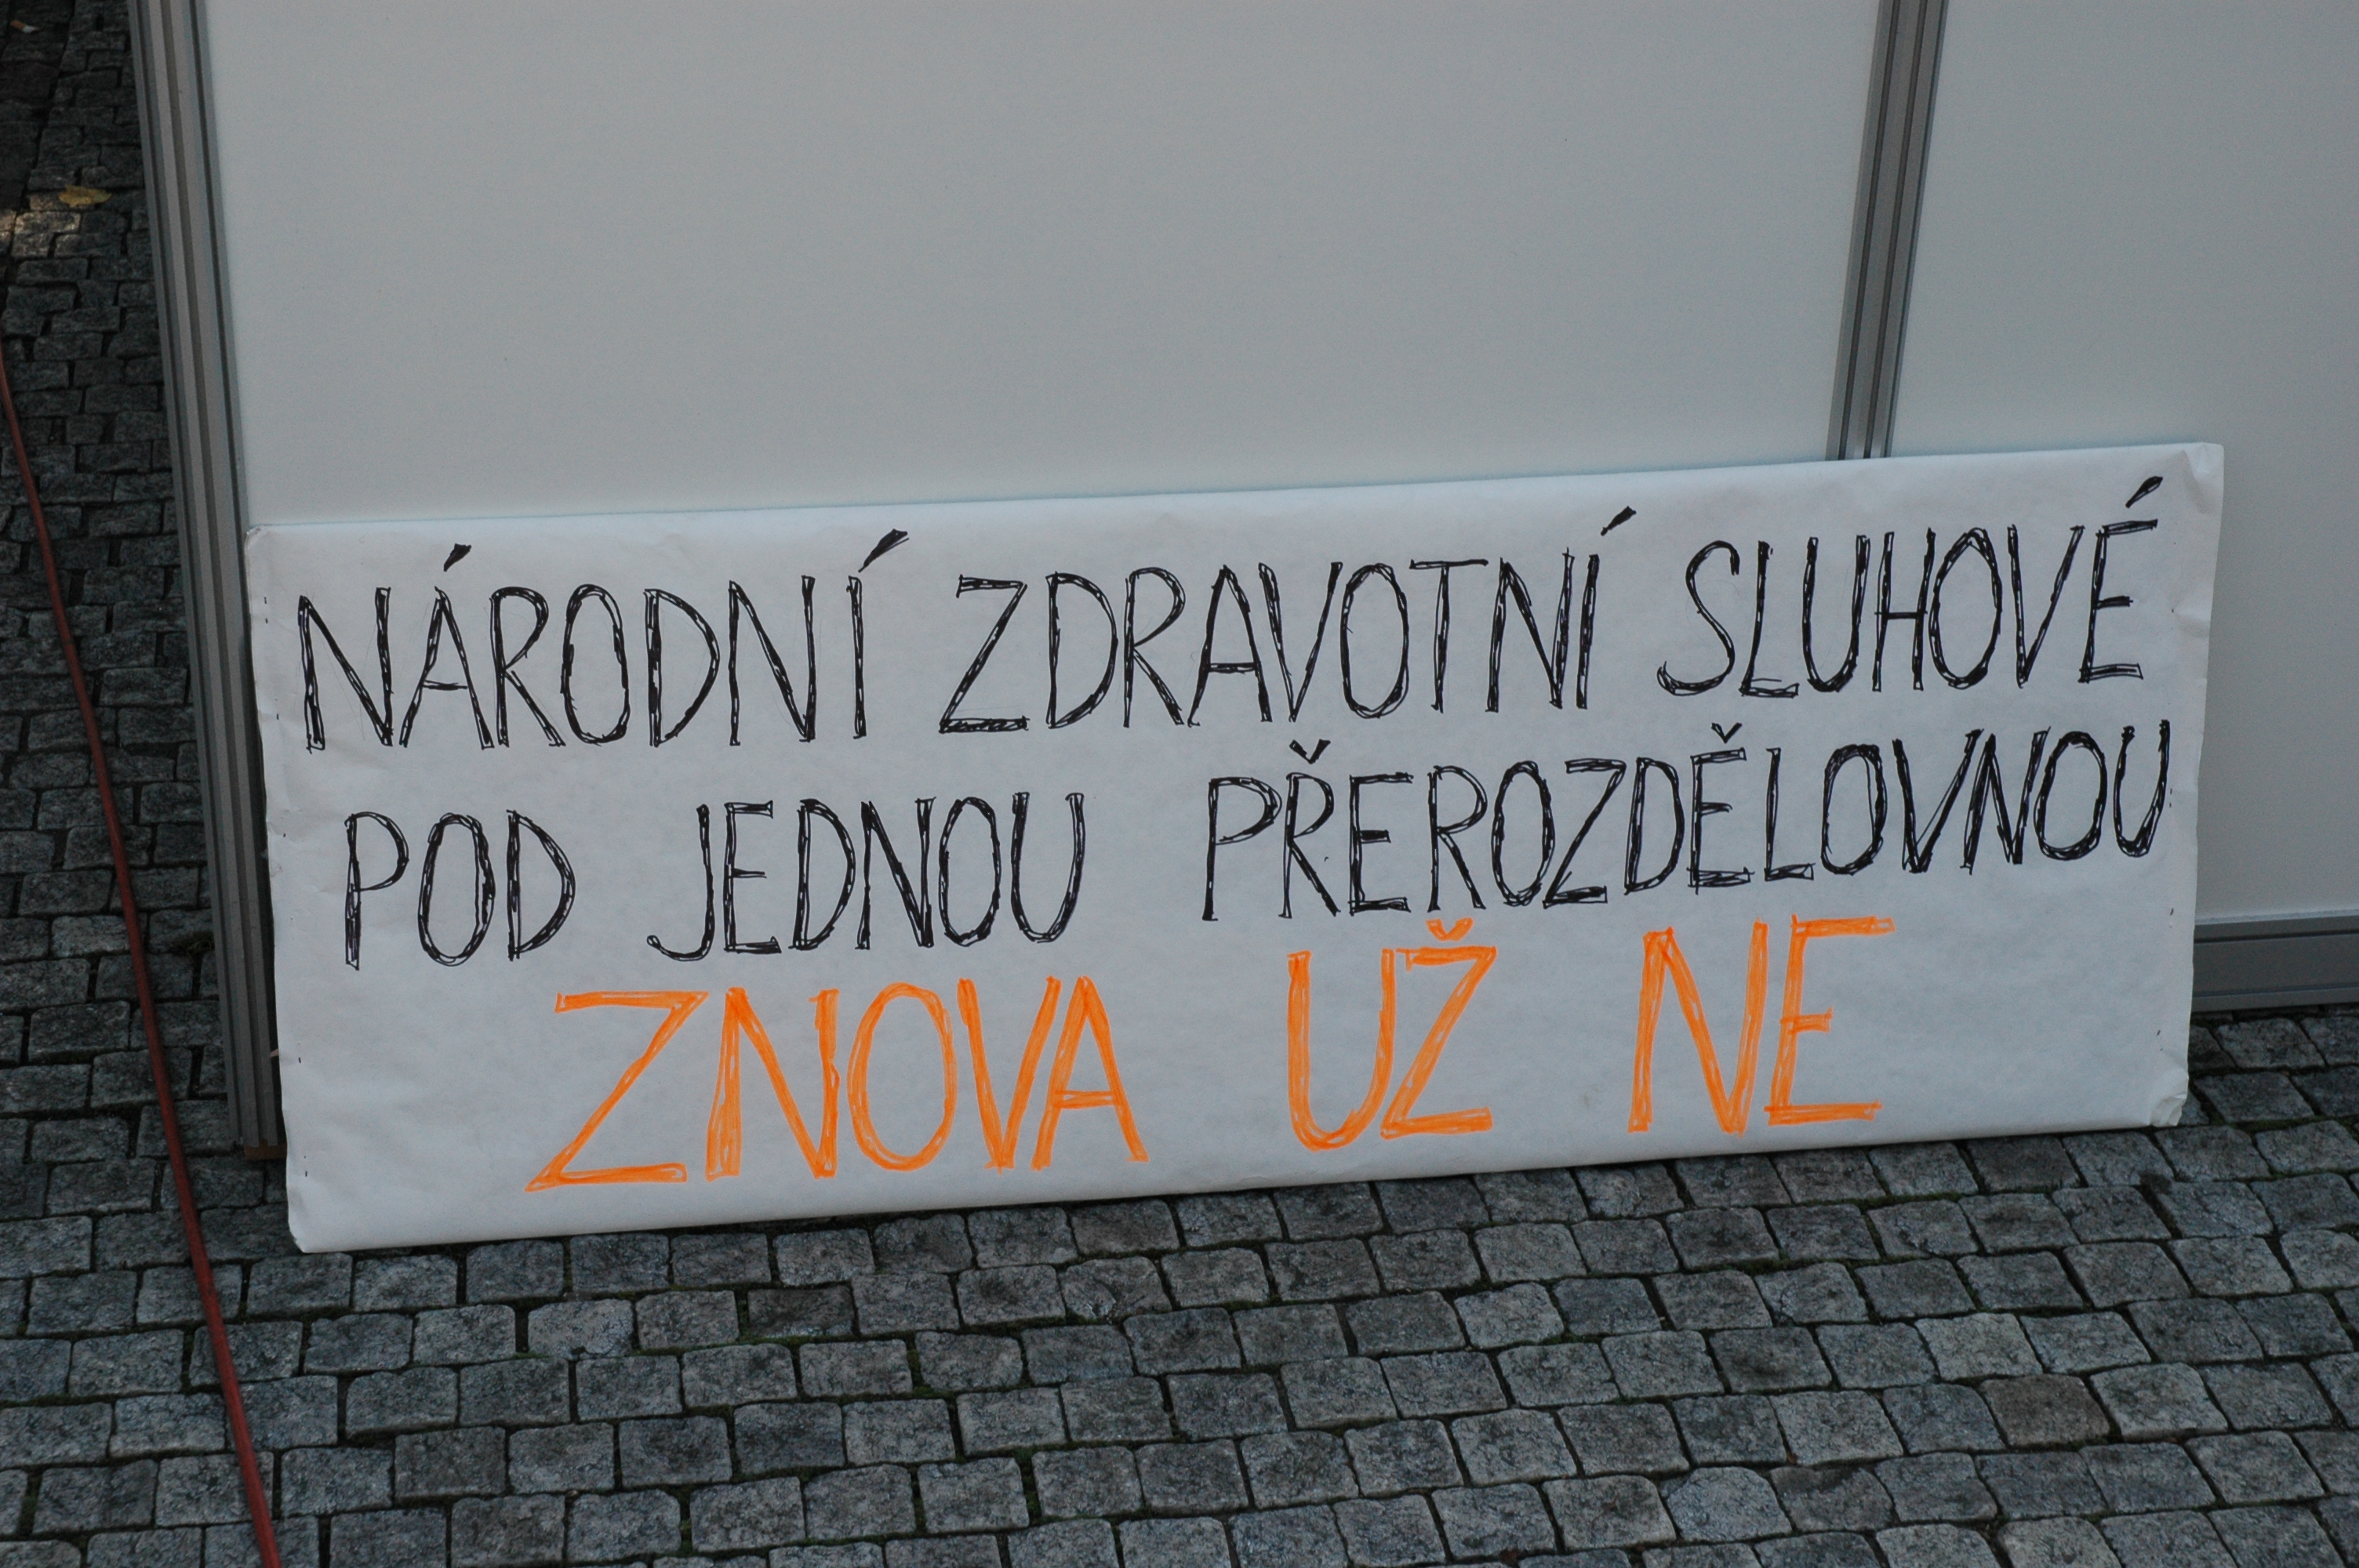 NÁRODNÍ ZDRAVOTNÍ SLUHOVÉ
POD JEDNOU PŘEROZDĚLOVNOU
ZNOVA UŽ NE